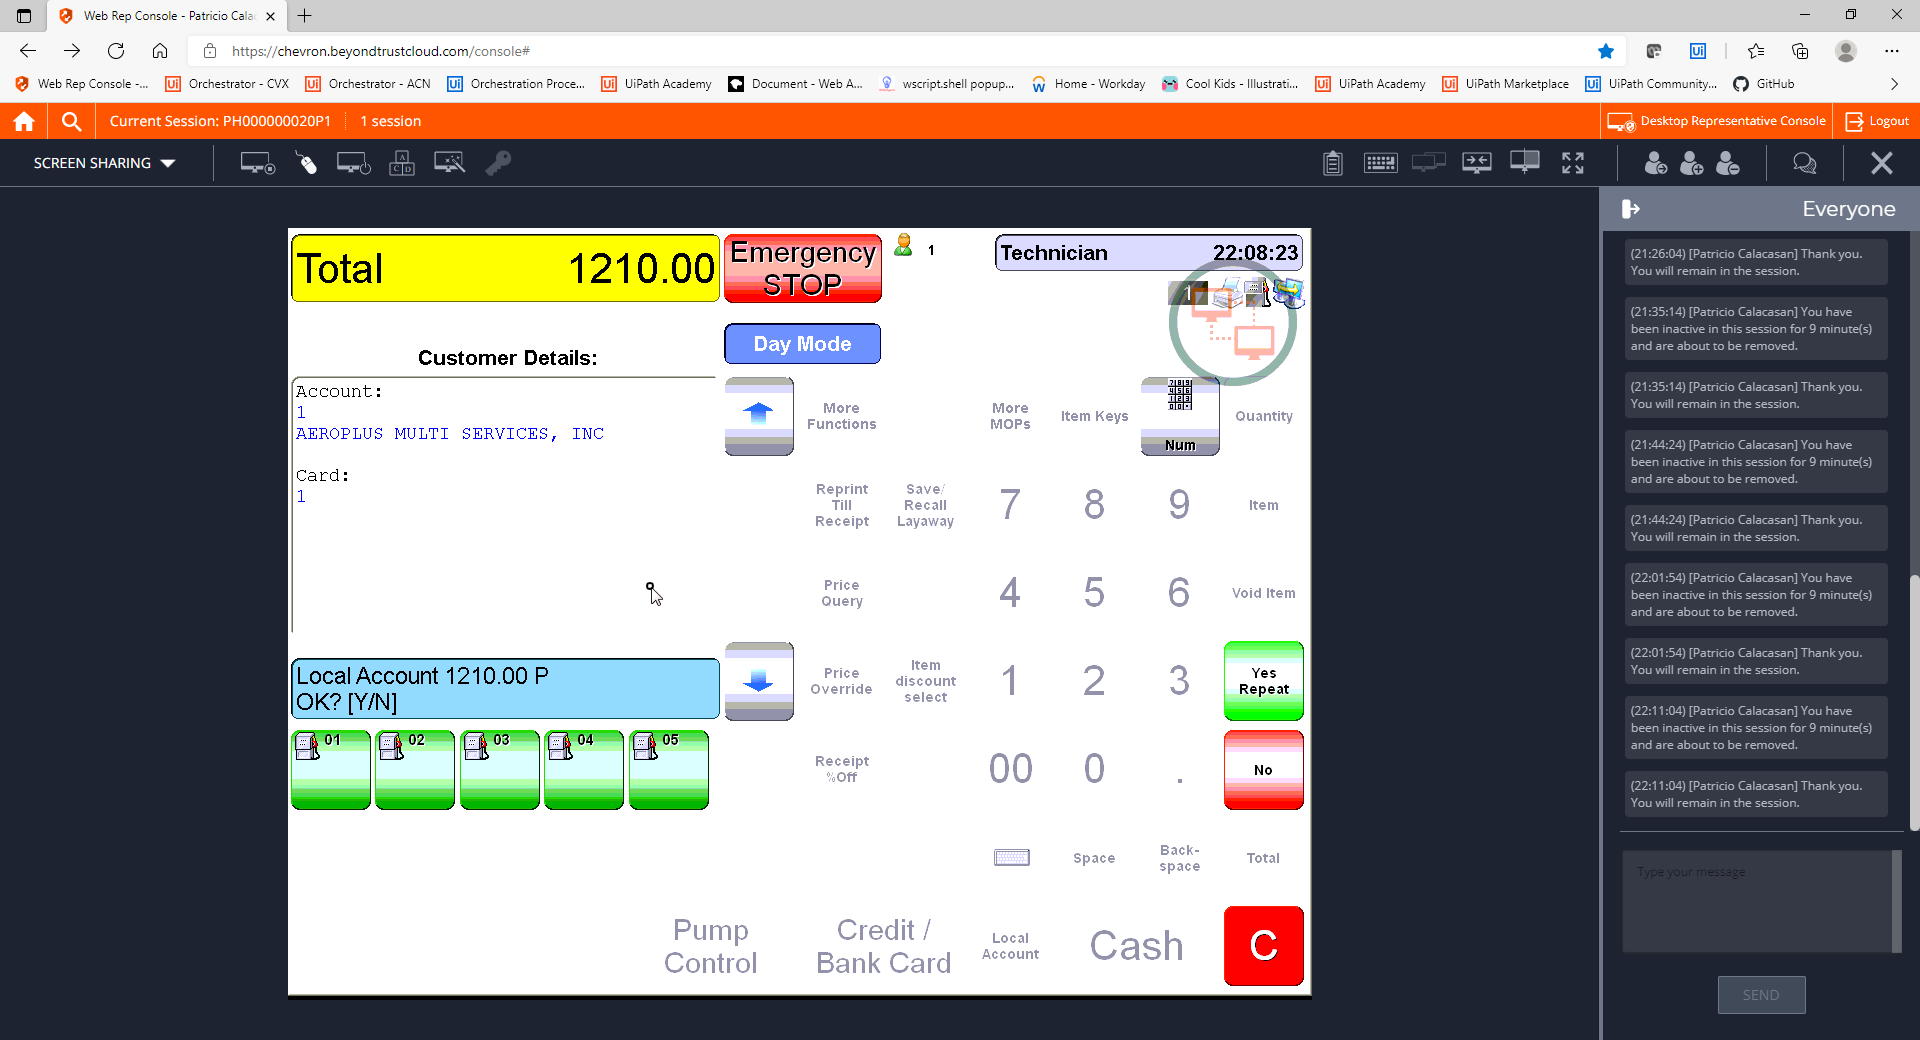 Web Rep Console - Patricio Cala
https://chevron.beyondtrustcloud.com/console#
Web Rep Console -...
Orchestrator - CVX
Orchestrator - ACN
Orchestration Proce...
UiPath Academy
Document - Web A...
wscript.shell popup...
Home - Workday
Cool Kids - Illustrati...
UiPath Academy
UiPath Marketplace
UiPath Community...
GitHub
Current Session: PH000000020P1
1 session
Desktop Representative Console
Logout
SCREEN SHARING
Everyone
Total 1210.00
Emergency
STOP
1
Technician 22:08:23
1
Day Mode
Customer Details:
Account:
1
AEROPLUS MULTI SERVICES, INC
Card:
1
More
Functions
More
MOPs
Item Keys
Num
Quantity
Reprint
Till
Receipt
Save/
Recall
Layaway
7
8
9
Item
Price
Query
4
5
6
Void Item
Local Account 1210.00 P
OK? [Y/N]
Price
Override
Item
discount
select
1
2
3
Yes
Repeat
01
02
03
04
05
Receipt
%Off
00
0
.
No
Space
Back-
space
Total
Pump
Control
Credit /
Bank Card
Local
Account
Cash
C
(21:26:04) [Patricio Calacasan] Thank you.
You will remain in the session.
(21:35:14) [Patricio Calacasan] You have
been inactive in this session for 9 minute(s)
and are about to be removed.
(21:35:14) [Patricio Calacasan] Thank you.
You will remain in the session.
(21:44:24) [Patricio Calacasan] You have
been inactive in this session for 9 minute(s)
and are about to be removed.
(21:44:24) [Patricio Calacasan] Thank you.
You will remain in the session.
(22:01:54) [Patricio Calacasan] You have
been inactive in this session for 9 minute(s)
and are about to be removed.
(22:01:54) [Patricio Calacasan] Thank you.
You will remain in the session.
(22:11:04) [Patricio Calacasan] You have
been inactive in this session for 9 minute(s)
and are about to be removed.
(22:11:04) [Patricio Calacasan] Thank you.
You will remain in the session.
Type your message
SEND